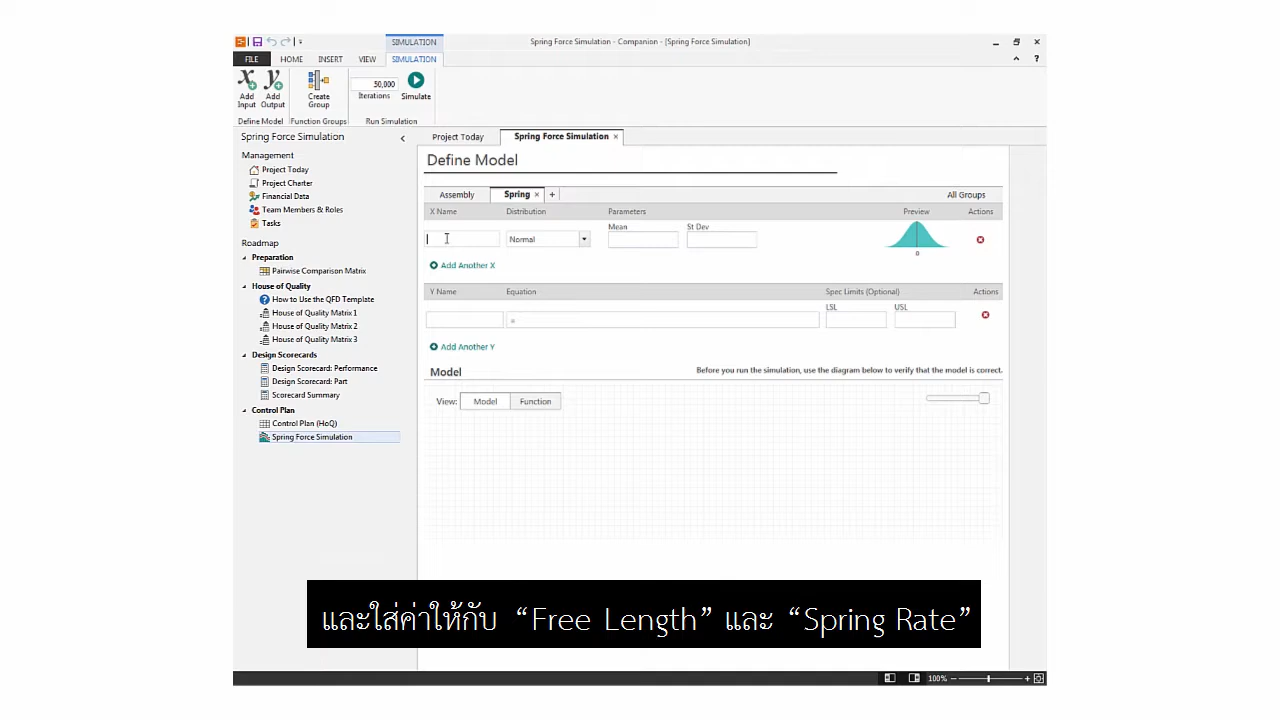 SIMULATION
Spring Force Simulation - Companion - [Spring Force Simulation]
FILE HOME INSERT VIEW SIMULATION
Add Input
Add Output
Create Group
50,000
Iterations
Simulate
Define Model
Function Groups
Run Simulation
Spring Force Simulation
Management
Project Today
Project Charter
Financial Data
Team Members & Roles
Tasks
Roadmap
Preparation
Pairwise Comparison Matrix
House of Quality
How to Use the QFD Template
House of Quality Matrix 1
House of Quality Matrix 2
House of Quality Matrix 3
Design Scorecards
Design Scorecard: Performance
Design Scorecard: Part
Scorecard Summary
Control Plan
Control Plan (HoQ)
Spring Force Simulation
Project Today
Spring Force Simulation
Define Model
Assembly Spring + All Groups
X Name Distribution Parameters Preview Actions
Mean St Dev
Normal
0
Add Another X
Y Name Equation Spec Limits (Optional) Actions
LSL USL
=
Add Another Y
Model
Before you run the simulation, use the diagram below to verify that the model is correct.
View: Model Function
และใส่ค่าให้กับ “Free Length” และ “Spring Rate”
100%